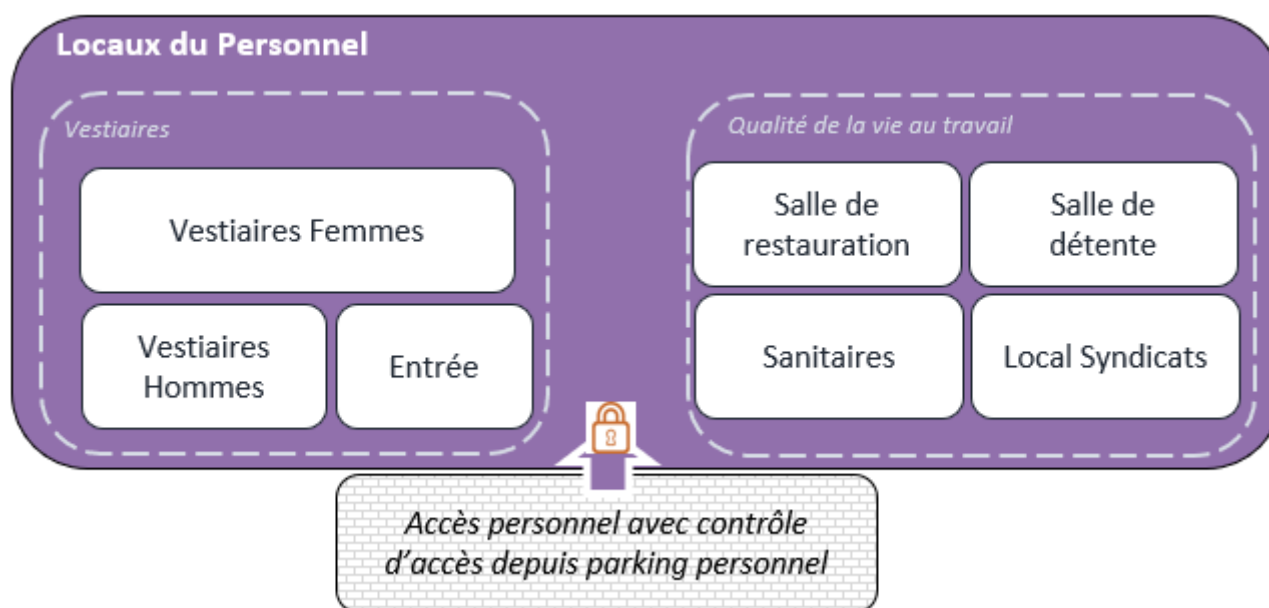 Locaux du Personnel
Vestiaires
Vestiaires Femmes
Vestiaires
Hommes
Entrée
Qualité de la vie au travail
Salle de
restauration
Salle de
détente
Sanitaires
Local Syndicats
Accès personnel avec contrôle
d’accès depuis parking personnel